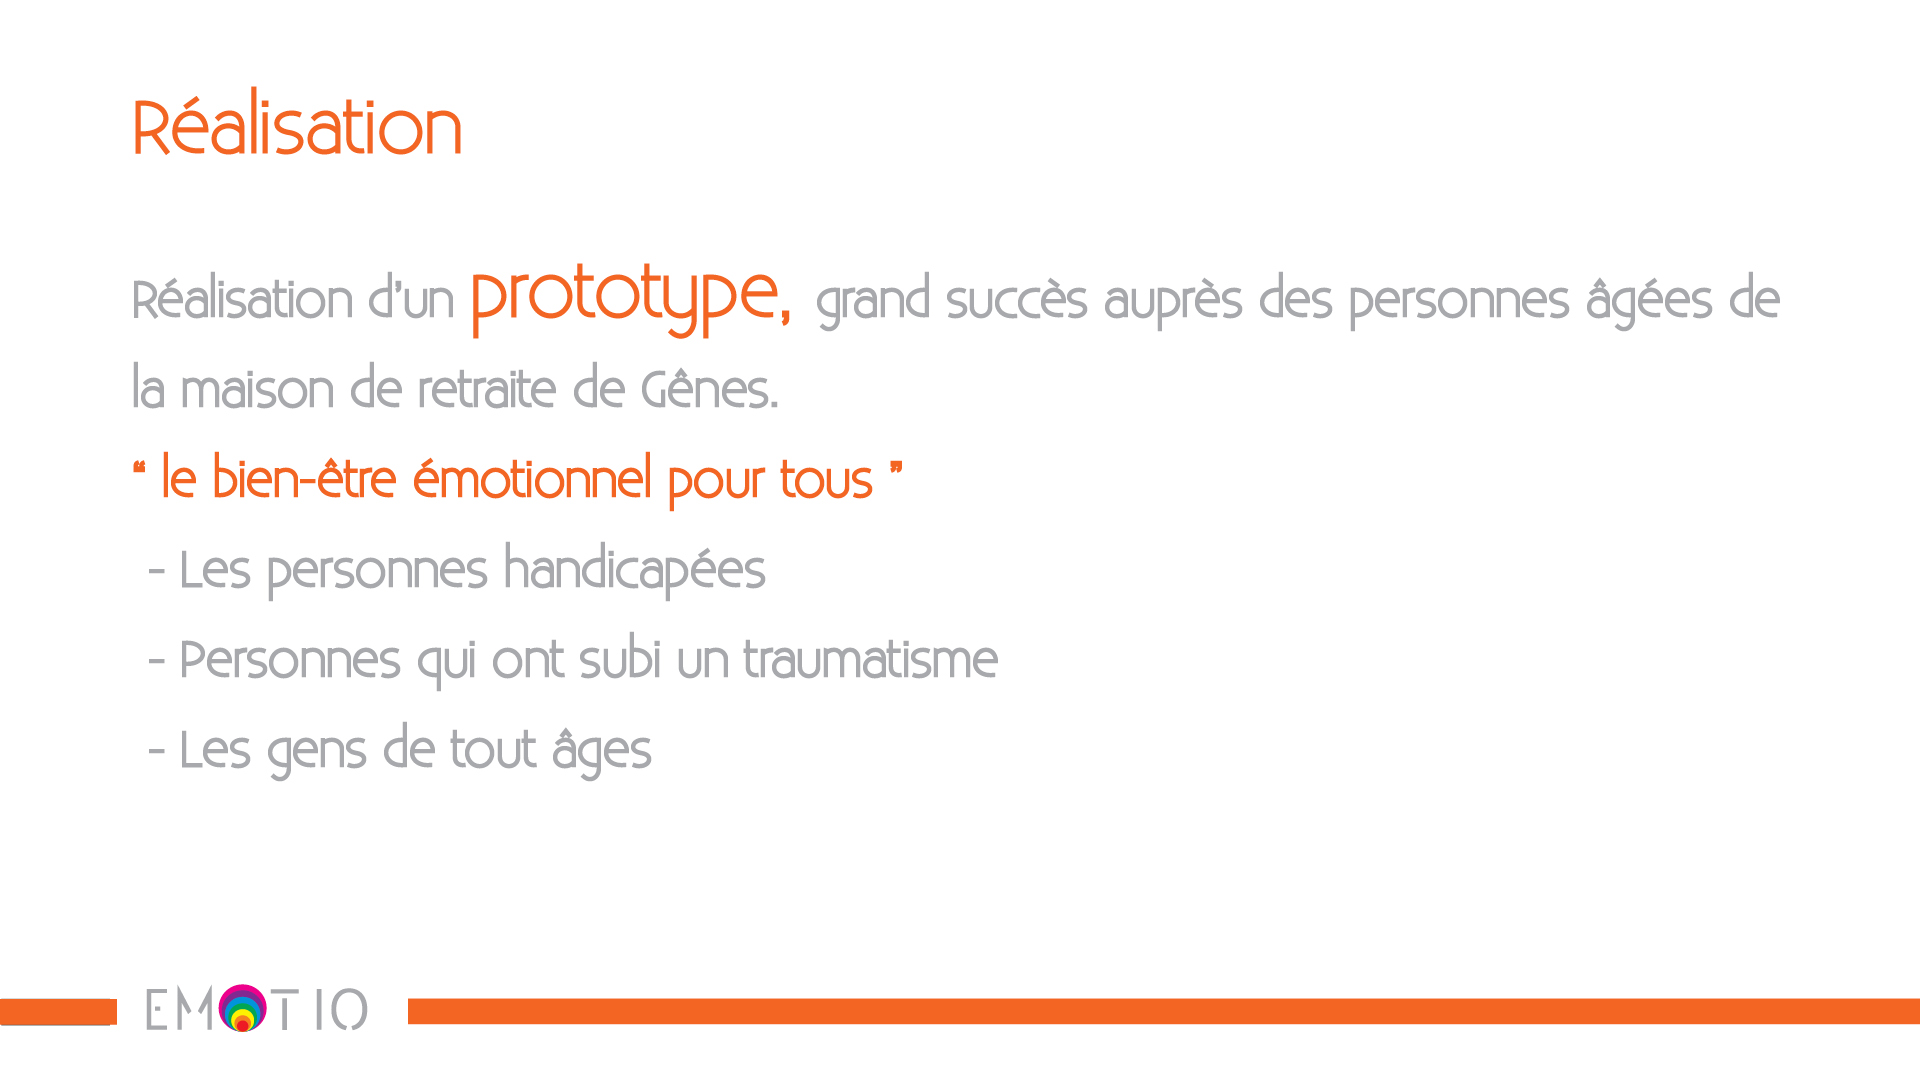 Réalisation
Réalisation d'un prototype, grand succès auprès des personnes âgées de
la maison de retraite de Gênes.
“ le bien-être émotionnel pour tous ”
- Les personnes handicapées
- Personnes qui ont subi un traumatisme
- Les gens de tout âges
EMOTIO